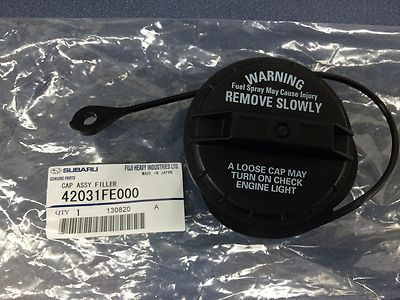 WARNING
Fuel Spray May Cause Injury
REMOVE SLOWLY
A LOOSE CAP MAY
TURN ON CHECK
ENGINE LIGHT
SUBARU
FUJI HEAVY INDUSTRIES LTD.
GENUINE PARTS
MADE IN JAPAN
CAP ASSY FILLER
42031FE000
QTY 1 130820 A